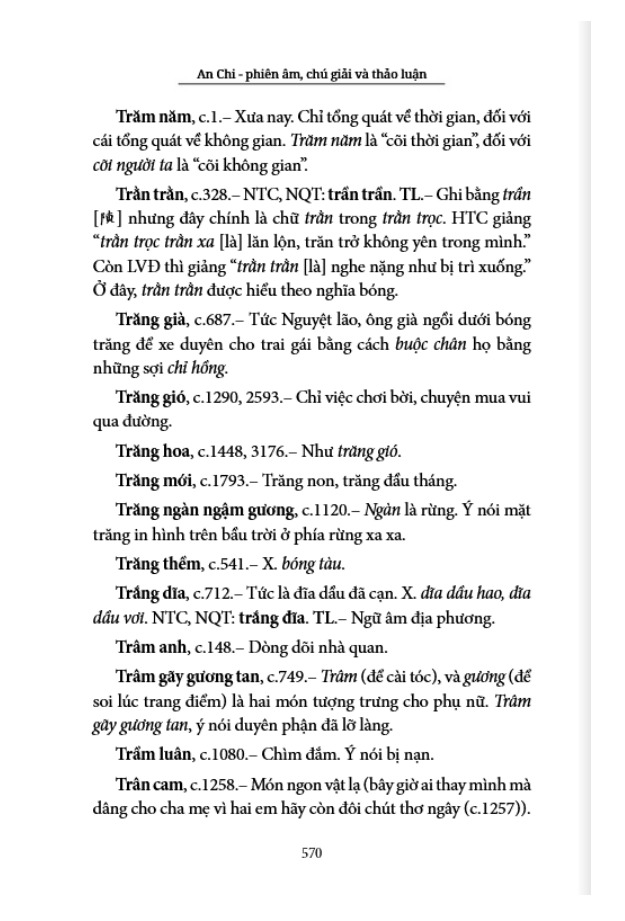 An Chi - phiên âm, chú giải và thảo luận
Trăm năm, c.1.– Xưa nay. Chỉ tổng quát về thời gian, đối với
cái tổng quát về không gian. Trăm năm là “cõi thời gian”, đối với
cõi người ta là “cõi không gian”.
Trằn trằn, c.328.– NTC, NQT: trần trần. TL.– Ghi bằng trần
[] nhưng đây chính là chữ trằn trong trằn trọc. HTC giảng
“trằn trọc trằn xa [là] lăn lộn, trăn trở không yên trong mình.”
Còn LVĐ thì giảng “trằn trằn [là] nghe nặng như bị trì xuống.”
Ở đây, trằn trằn được hiểu theo nghĩa bóng.
Trăng già, c.687.– Tức Nguyệt lão, ông già ngồi dưới bóng
trăng để xe duyên cho trai gái bằng cách buộc chân họ bằng
những sợi chỉ hồng.
Trăng gió, c.1290, 2593.– Chỉ việc chơi bời, chuyện mua vui
qua đường.
Trăng hoa, c.1448, 3176.– Như trăng gió.
Trăng mới, c.1793.– Trăng non, trăng đầu tháng.
Trăng ngàn ngậm gương, c.1120.– Ngàn là rừng. Ý nói mặt
trăng in hình trên bầu trời ở phía rừng xa xa.
Trăng thềm, c.541.– X. bóng tàu.
Trắng dĩa, c.712.– Tức là đĩa dầu đã cạn. X. dĩa dầu hao, dĩa
dầu vơi. NTC, NQT: trắng đĩa. TL.– Ngữ âm địa phương.
Trâm anh, c.148.– Dòng dõi nhà quan.
Trâm gãy gương tan, c.749.– Trâm (để cài tóc), và gương (để
soi lúc trang điểm) là hai món tượng trưng cho phụ nữ. Trâm
gãy gương tan, ý nói duyên phận đã lỡ làng.
Trầm luân, c.1080.– Chìm đắm. Ý nói bị nạn.
Trân cam, c.1258.– Món ngon vật lạ (bây giờ ai thay mình mà
dâng cho cha mẹ vì hai em hãy còn đôi chút thơ ngây (c.1257)).
570